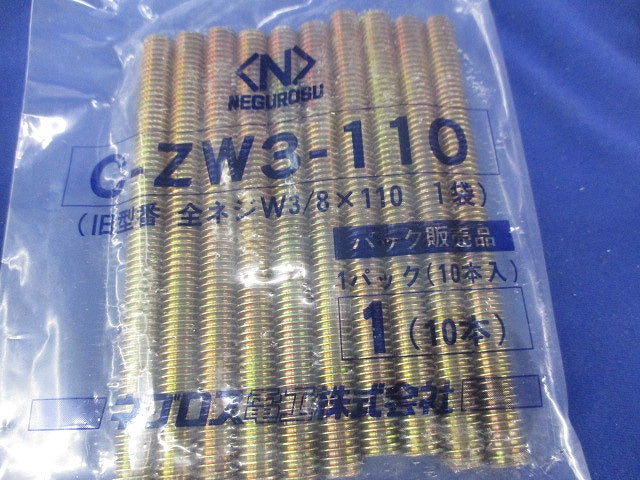 N
NEGUROSU
C-ZW3-110
(旧型番 全ネジW3/8×110 1袋)
パック販売品
1パック(10本入)
1(10本)
ネグロス電工株式会社